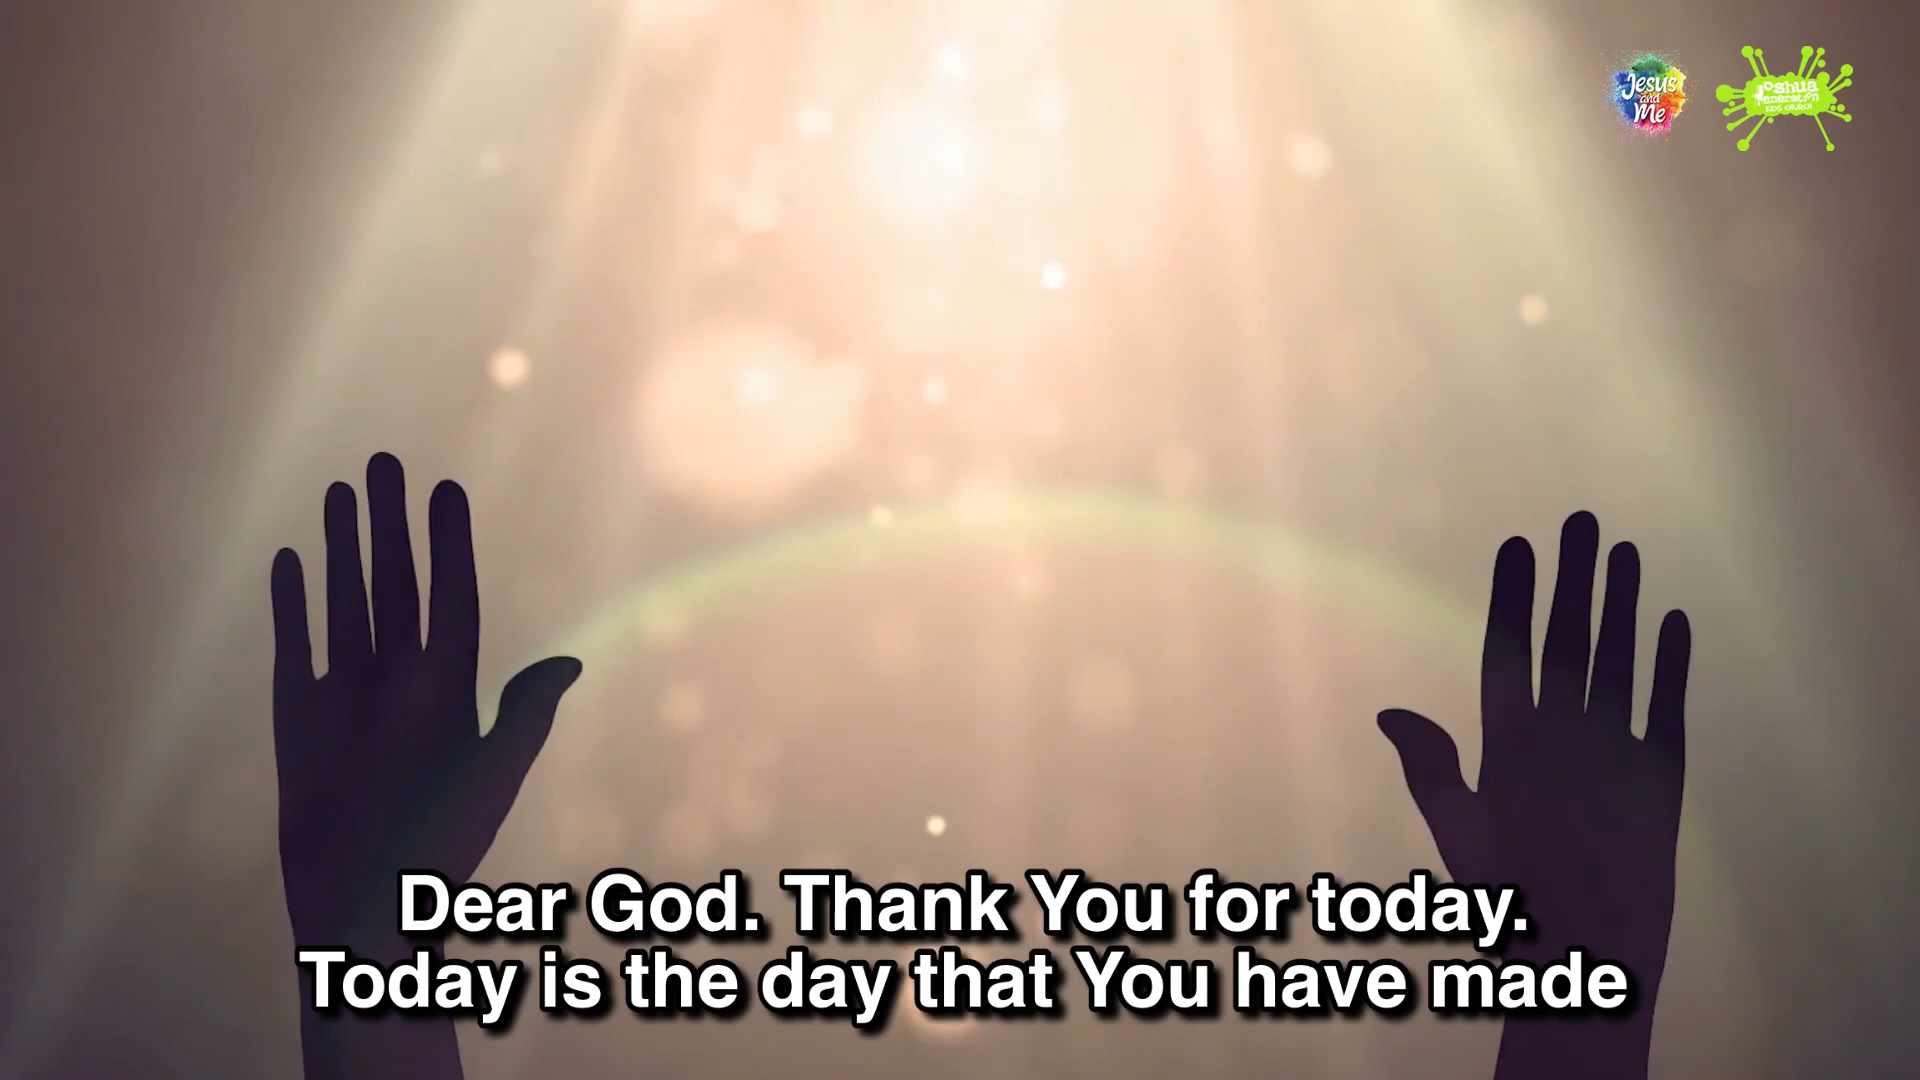 Jesus
and
Me
Joshua
Generation
KIDS CHURCH
Dear God. Thank You for today.
Today is the day that You have made